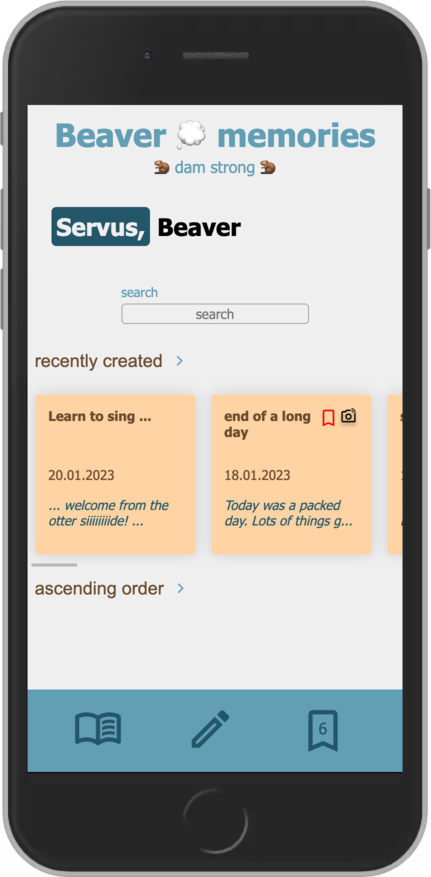 Beaver 💭 memories
🦫 dam strong 🦫
Servus, Beaver
search
search
recently created >
Learn to sing ...
20.01.2023
... welcome from the
otter siiiiiiiide! ...
end of a long
day
18.01.2023
Today was a packed
day. Lots of things g...
ascending order >
6